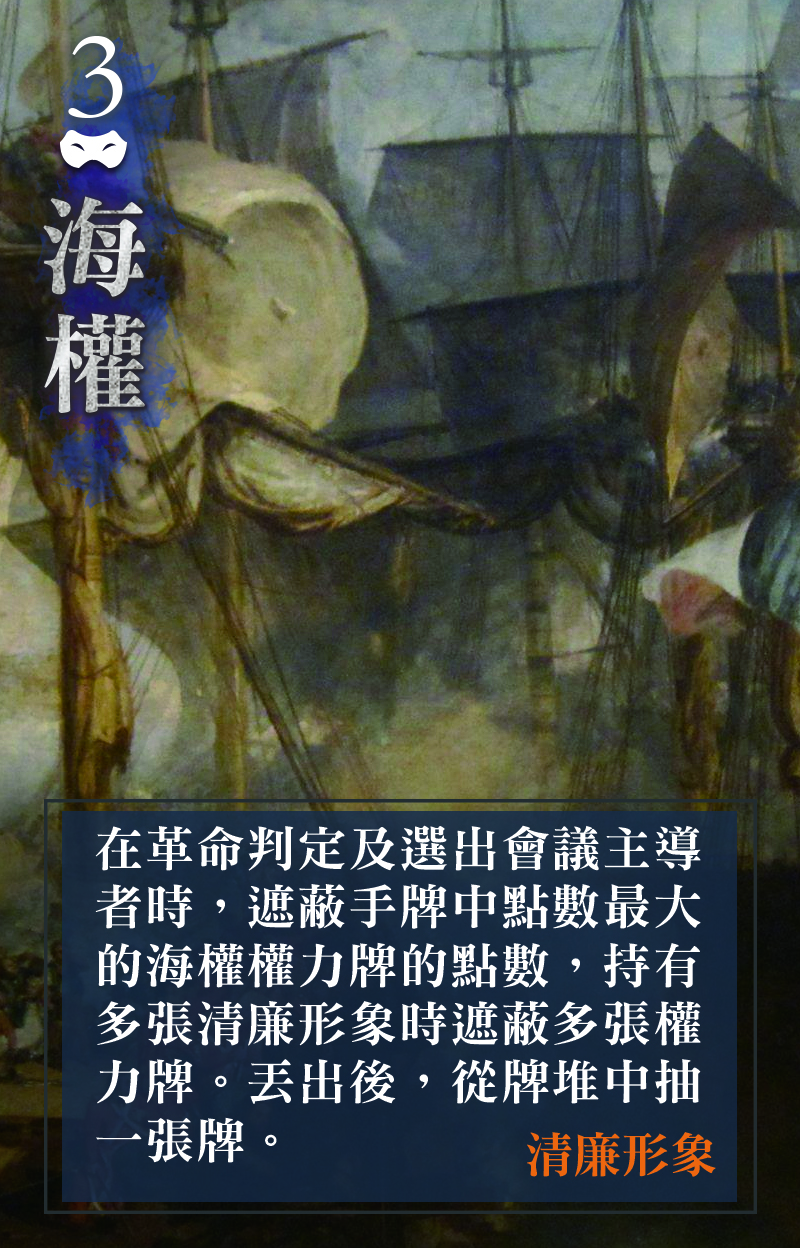 3
海權
在革命判定及選出會議主導
者時，遮蔽手牌中點數最大
的海權權力牌的點數，持有
多張清廉形象時遮蔽多張權
力牌。丟出後，從牌堆中抽
一張牌。
清廉形象